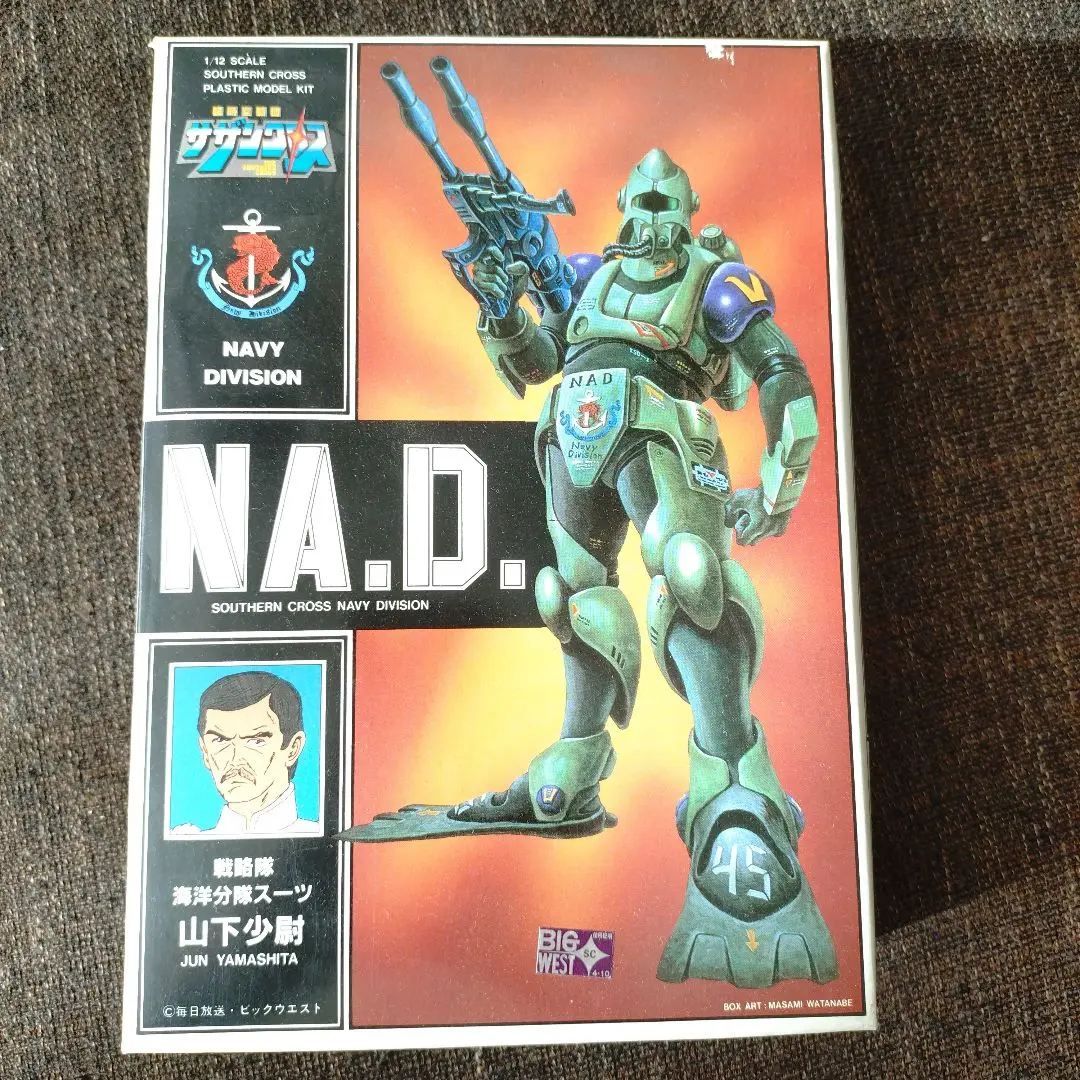 1/12 SCALE
SOUTHERN CROSS
PLASTIC MODEL KIT
サザンクロス
Navy Division
NAVY
DIVISION
NAD
Navy
Division
NA.D.
SOUTHERN CROSS NAVY DIVISION
45
戦略隊
海洋分隊スーツ
山下少尉
JUN YAMASHITA
©毎日放送・ビックウエスト
BIG
WEST
SC
4-10
BOX ART : MASAMI WATANABE